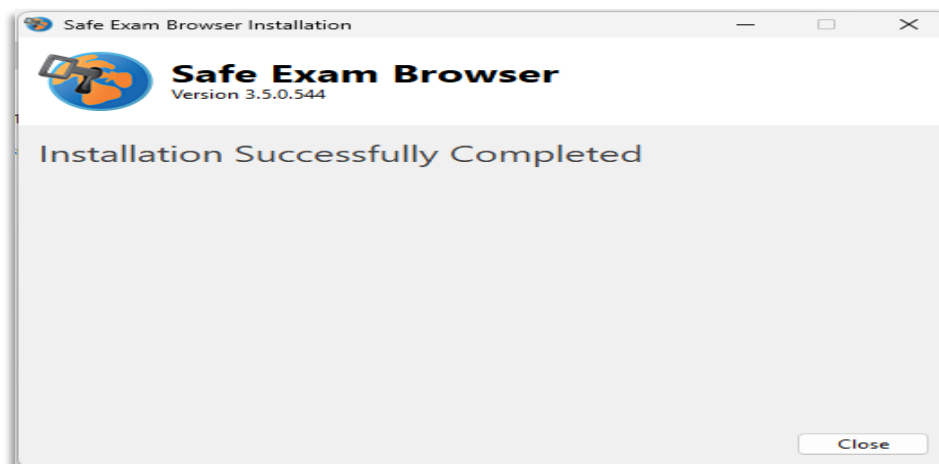 Safe Exam Browser Installation
Safe Exam Browser
Version 3.5.0.544
Installation Successfully Completed
Close